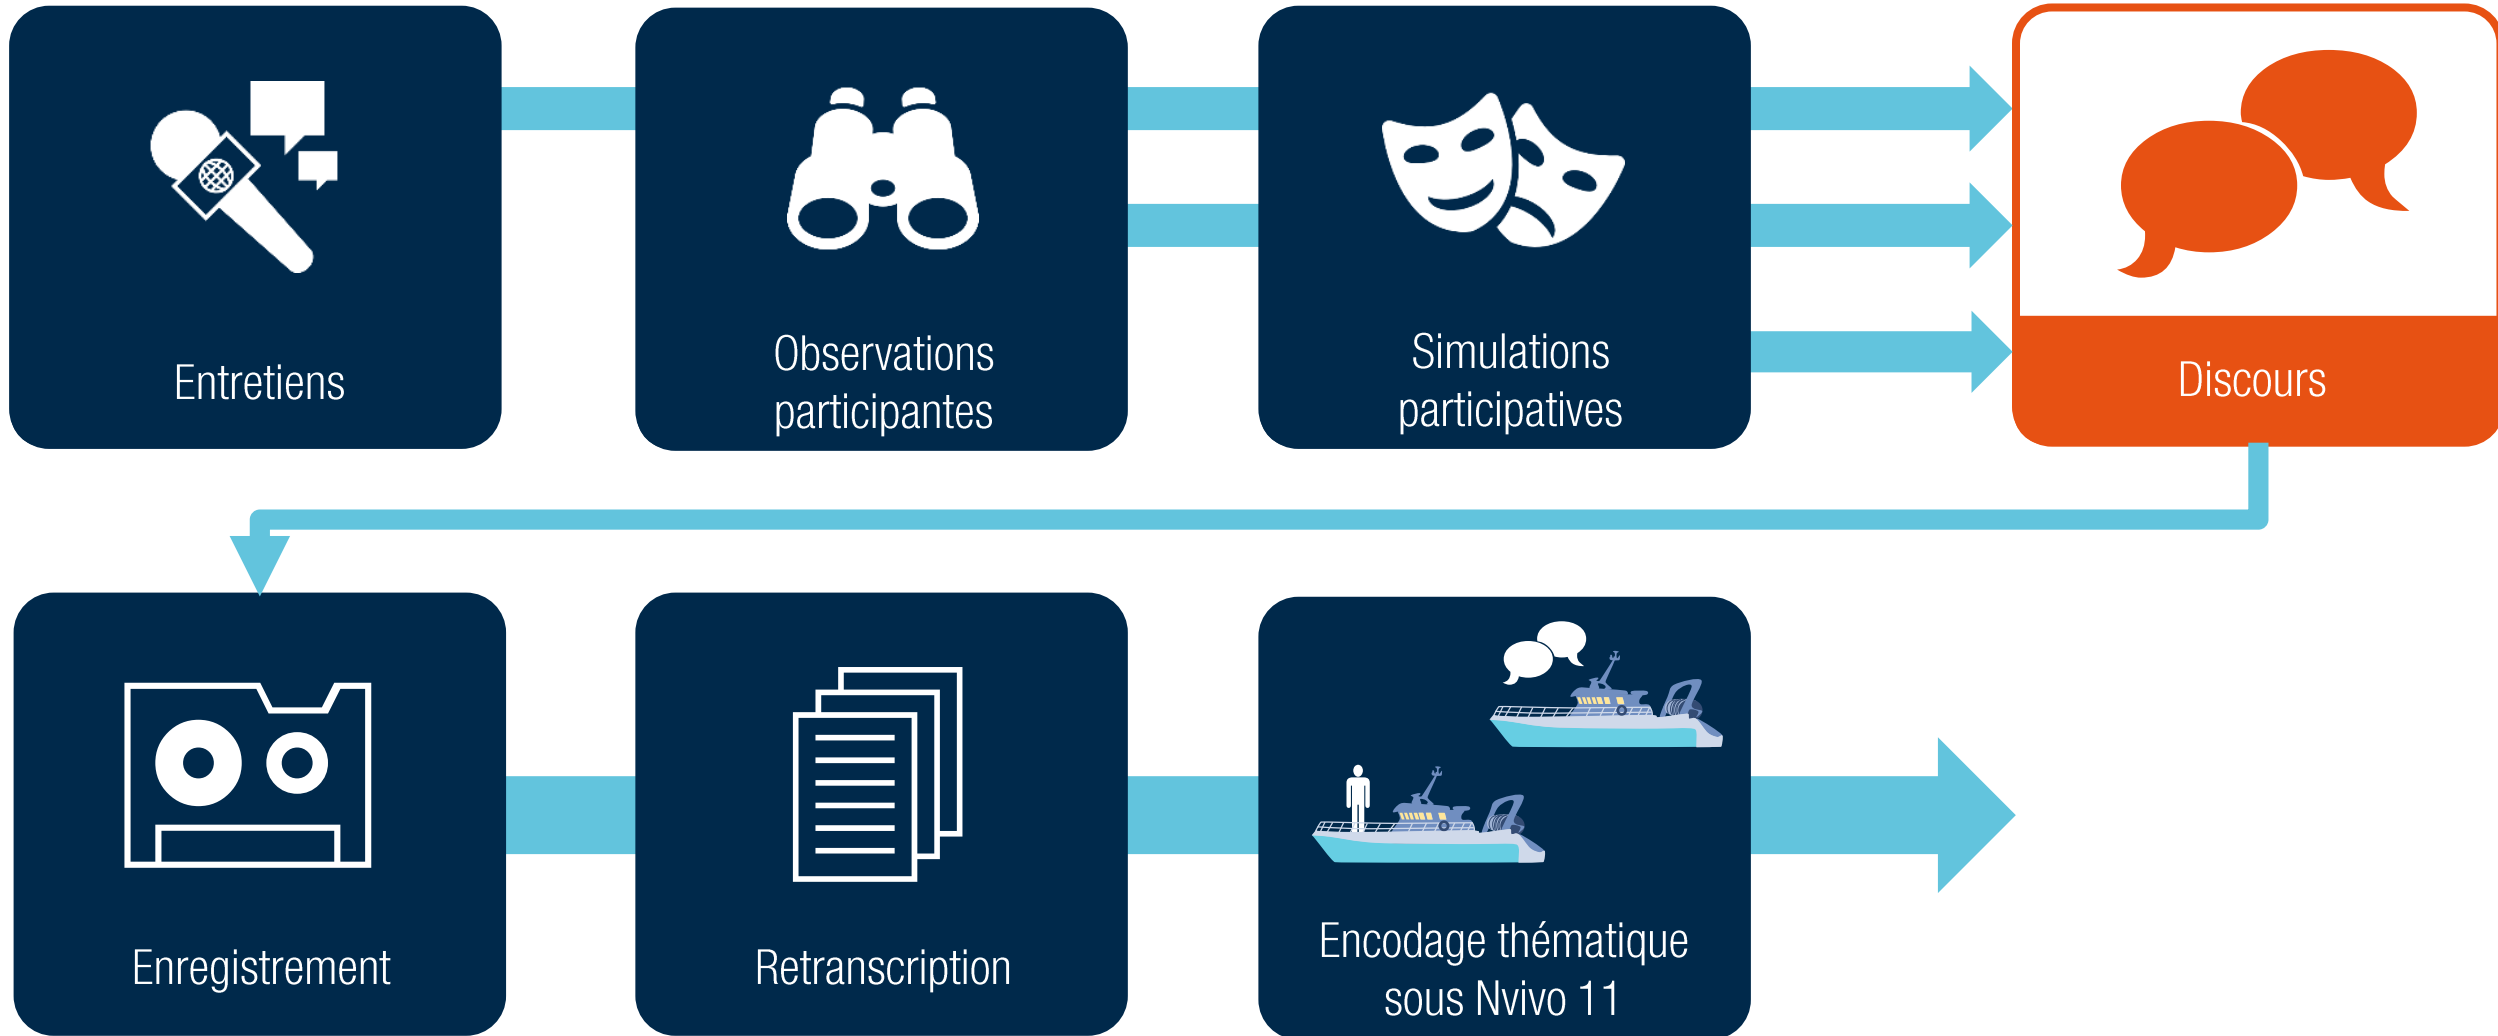 Entretiens
Observations
participantes
Simulations
participatives
Discours
Enregistrement
Retranscription
Encodage thématique
sous Nvivo 11